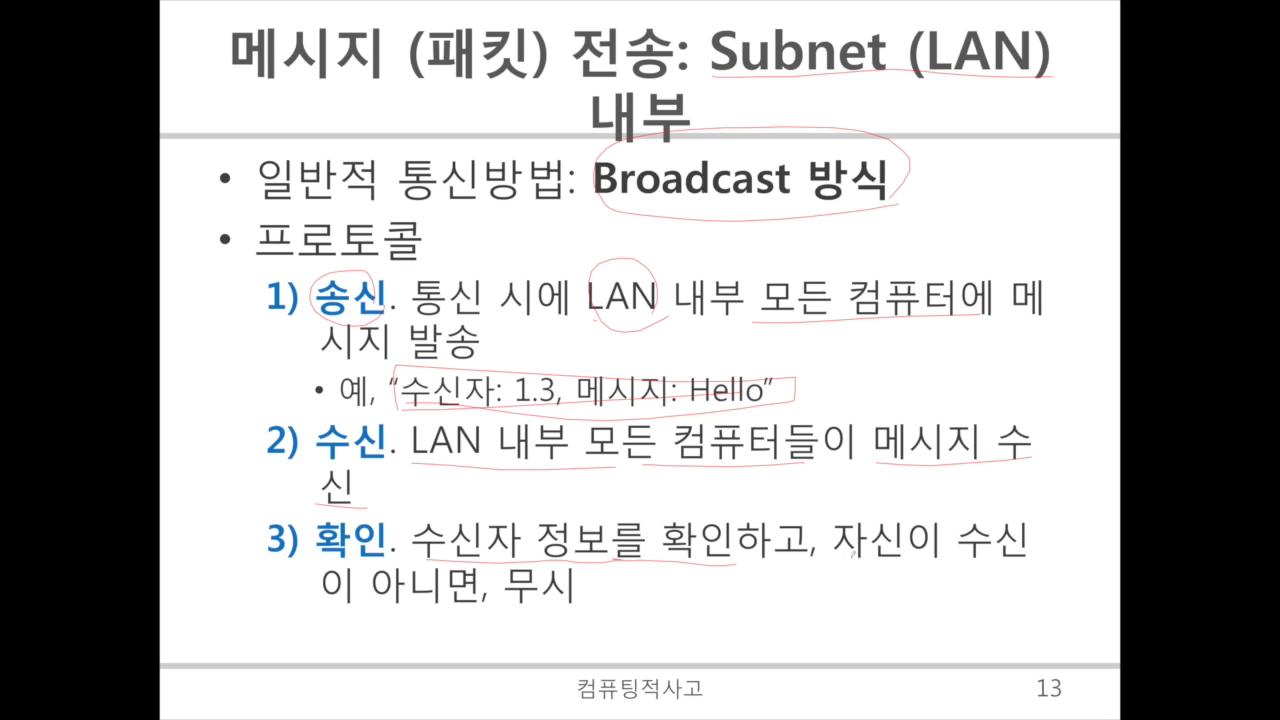 메시지 (패킷) 전송: Subnet (LAN)
내부
• 일반적 통신방법: Broadcast 방식
• 프로토콜
1) 송신. 통신 시에 LAN 내부 모든 컴퓨터에 메
시지 발송
• 예, “수신자: 1.3, 메시지: Hello”
2) 수신. LAN 내부 모든 컴퓨터들이 메시지 수
신
3) 확인. 수신자 정보를 확인하고, 자신이 수신
이 아니면, 무시
컴퓨팅적사고
13